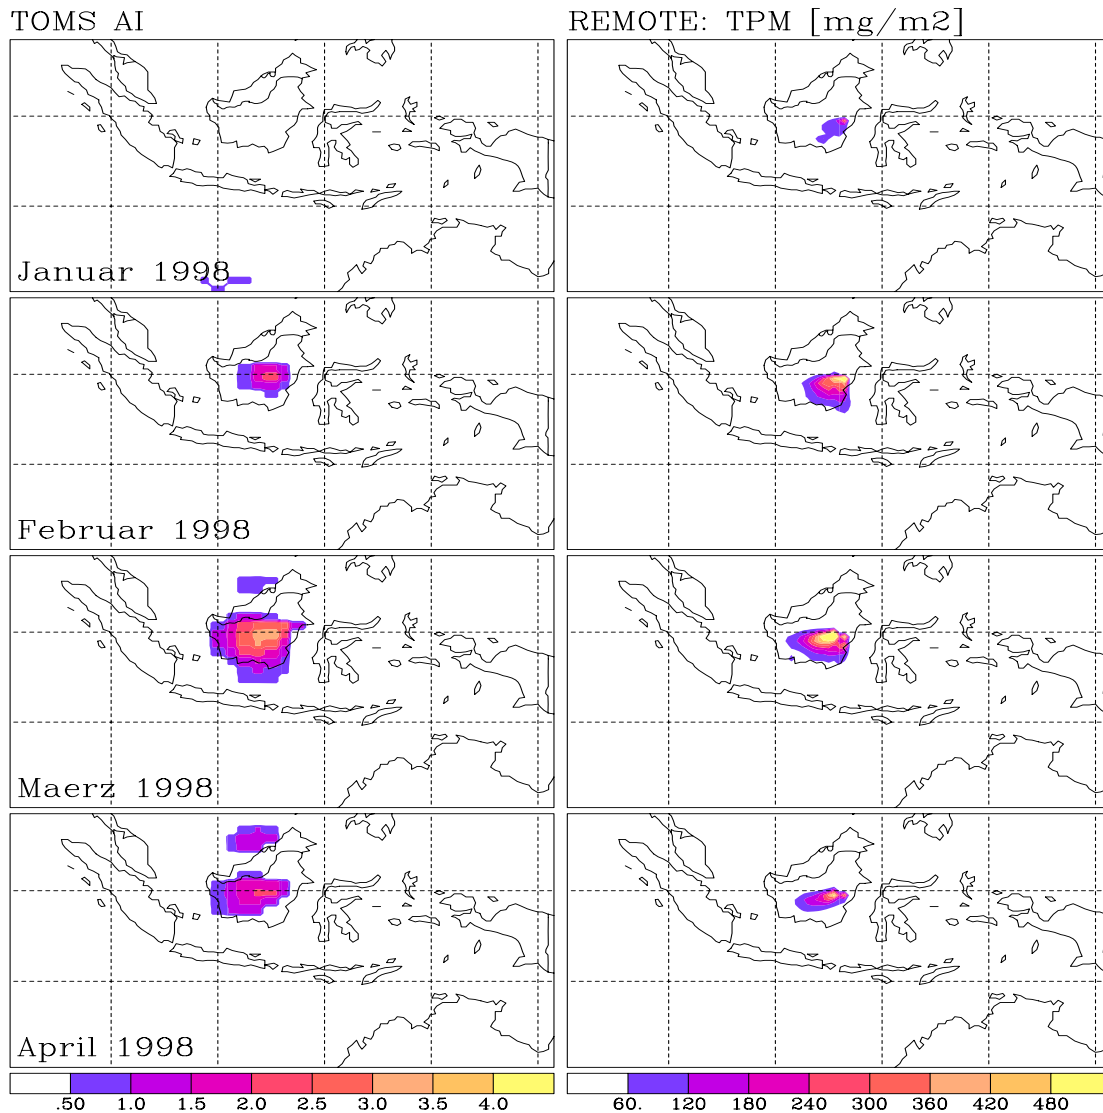 TOMS AI
REMOTE: TPM [mg/m2]
Januar 1998
Februar 1998
Maerz 1998
April 1998
.50 1.0 1.5 2.0 2.5 3.0 3.5 4.0
60. 120 180 240 300 360 420 480